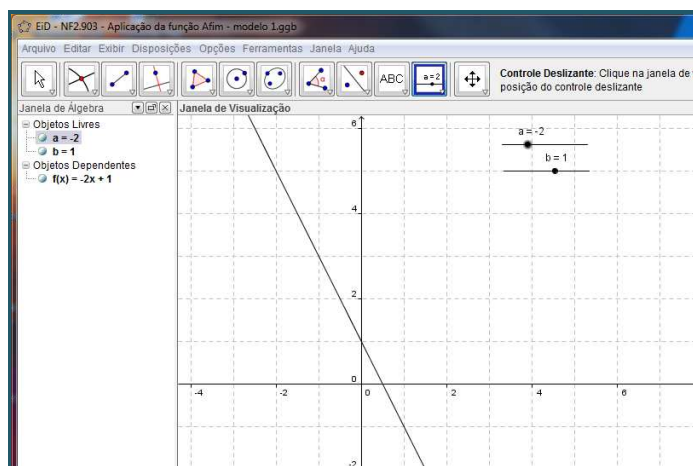 EiD - NF2.903 - Aplicação da função Afim - modelo 1.ggb
Arquivo Editar Exibir Disposições Opções Ferramentas Janela Ajuda
ABC
a=2
Controle Deslizante: Clique na janela de
posição do controle deslizante
Janela de Álgebra
Janela de Visualização
Objetos Livres
a = -2
b = 1
Objetos Dependentes
f(x) = -2x + 1
a = -2
b = 1
6
4
2
0
-4 -2 0 2 4 6
-2